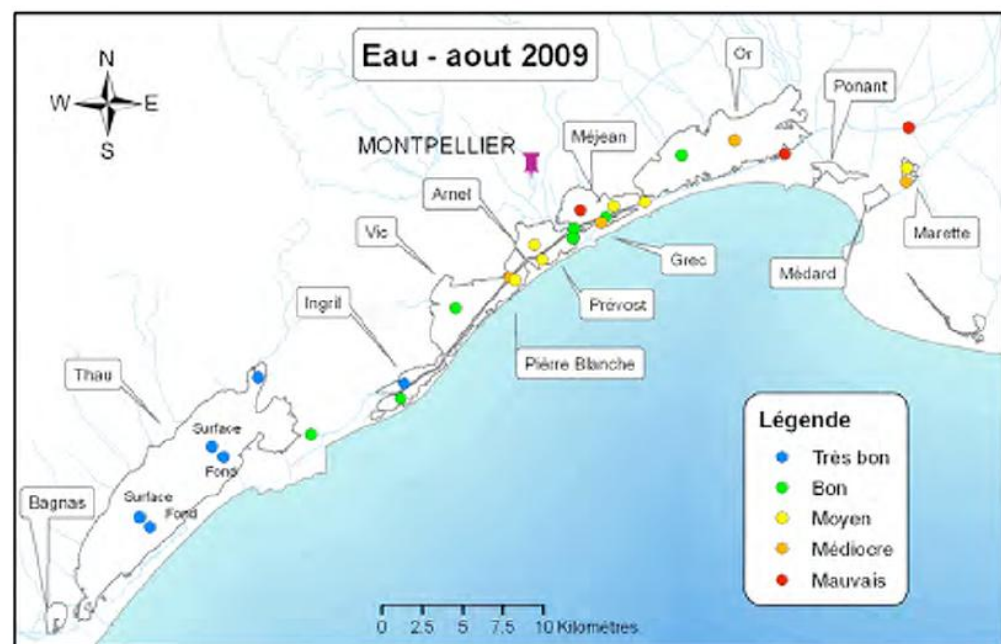 Eau - aout 2009
N
W E
S
MONTPELLIER
Or
Ponant
Méjean
Arnel
Vic
Marette
Grec
Médard
Ingril
Prévost
Pièrre Blanche
Thau
Surface
Fond
Surface
Fond
Bagnas
Légende
Très bon
Bon
Moyen
Médiocre
Mauvais
0 2.5 5 7.5 10 Kilomètres